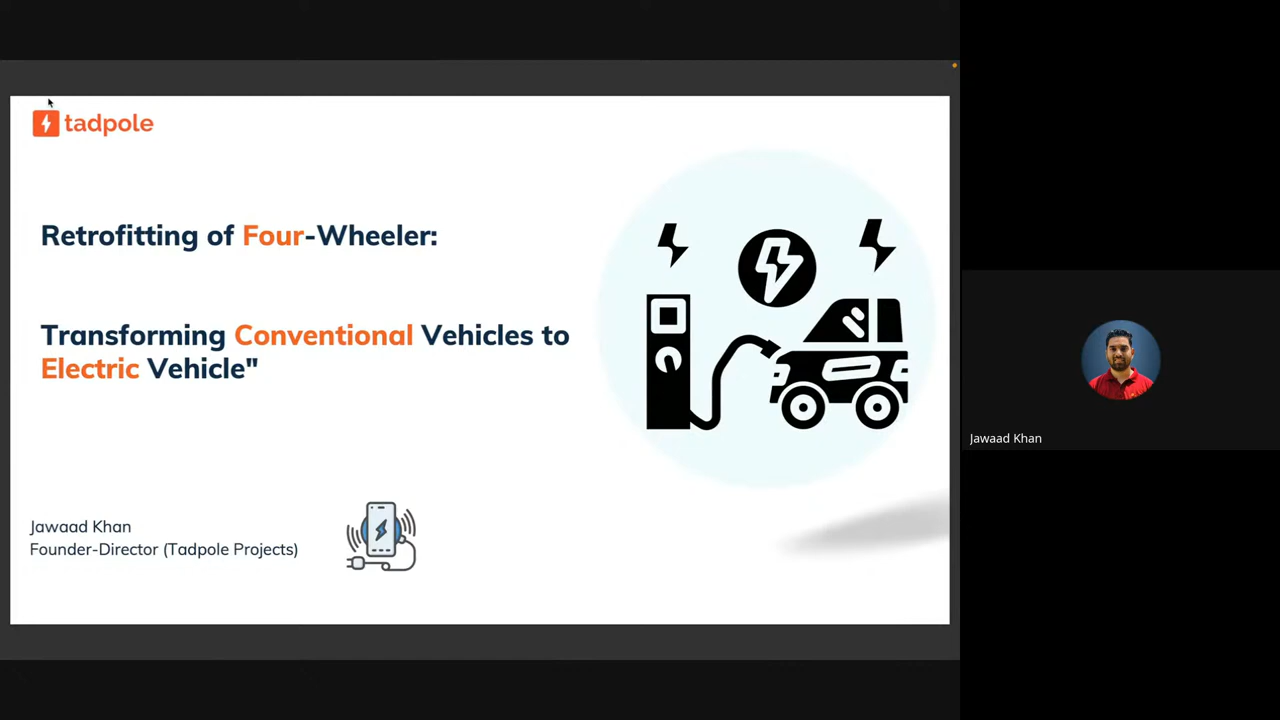 tadpole
Retrofitting of Four-Wheeler:
Transforming Conventional Vehicles to
Electric Vehicle"
Jawaad Khan
Founder-Director (Tadpole Projects)
Jawaad Khan